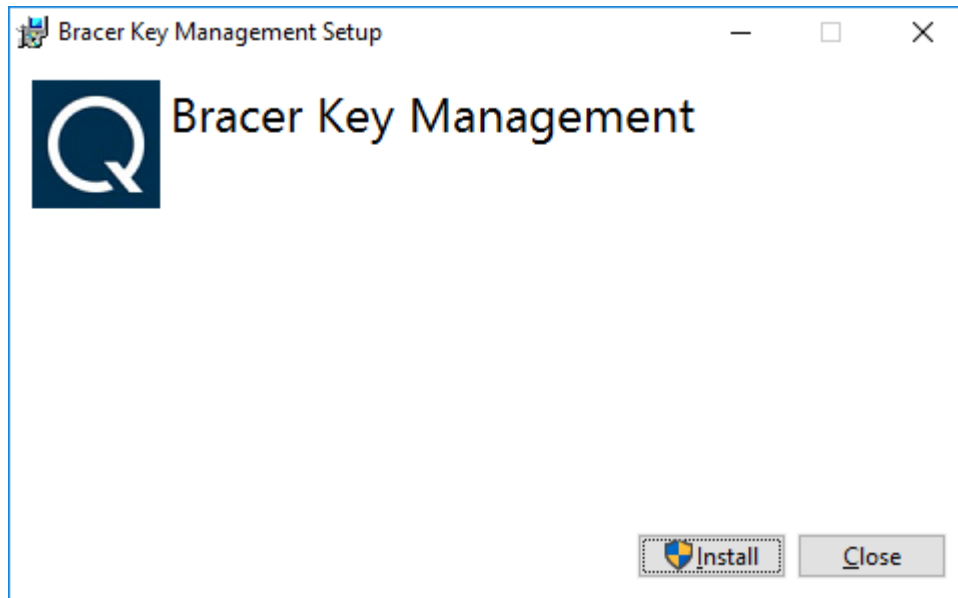 Bracer Key Management Setup
Bracer Key Management
Install
Close